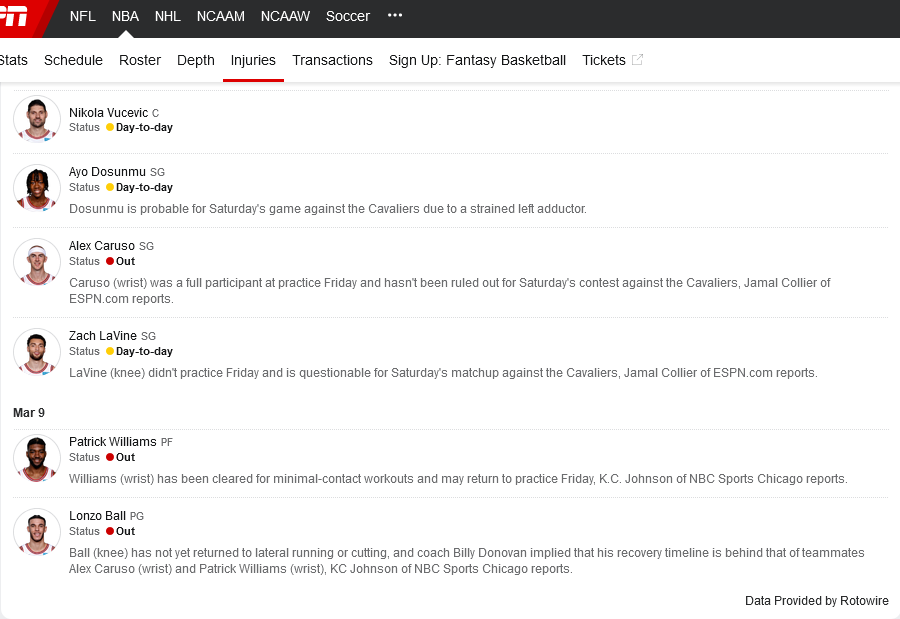 NFL NBA NHL NCAAM NCAAW Soccer •••
Stats Schedule Roster Depth Injuries Transactions Sign Up: Fantasy Basketball Tickets
Nikola Vucevic C
Status Day-to-day
Ayo Dosunmu SG
Status Day-to-day
Dosunmu is probable for Saturday's game against the Cavaliers due to a strained left adductor.
Alex Caruso SG
Status Out
Caruso (wrist) was a full participant at practice Friday and hasn't been ruled out for Saturday's contest against the Cavaliers, Jamal Collier of
ESPN.com reports.
Zach LaVine SG
Status Day-to-day
LaVine (knee) didn't practice Friday and is questionable for Saturday's matchup against the Cavaliers, Jamal Collier of ESPN.com reports.
Mar 9
Patrick Williams PF
Status Out
Williams (wrist) has been cleared for minimal-contact workouts and may return to practice Friday, K.C. Johnson of NBC Sports Chicago reports.
Lonzo Ball PG
Status Out
Ball (knee) has not yet returned to lateral running or cutting, and coach Billy Donovan implied that his recovery timeline is behind that of teammates
Alex Caruso (wrist) and Patrick Williams (wrist), KC Johnson of NBC Sports Chicago reports.
Data Provided by Rotowire